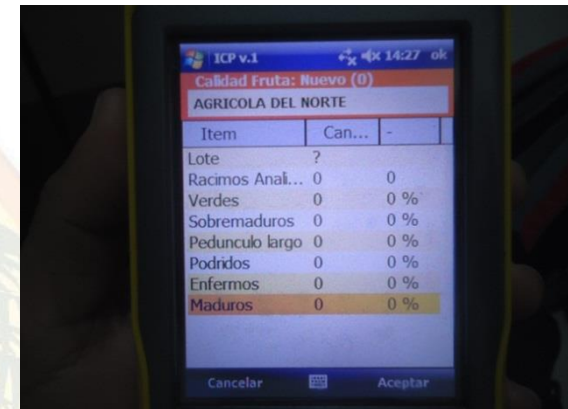 ICP v.1 14:27 ok
Calidad Fruta: Nuevo (0)
AGRICOLA DEL NORTE
Item Can... -
Lote ?
Racimos Anali... 0 0
Verdes 0 0 %
Sobremaduros 0 0 %
Pedunculo largo 0 0 %
Podridos 0 0 %
Enfermos 0 0 %
Maduros 0 0 %
Cancelar Aceptar